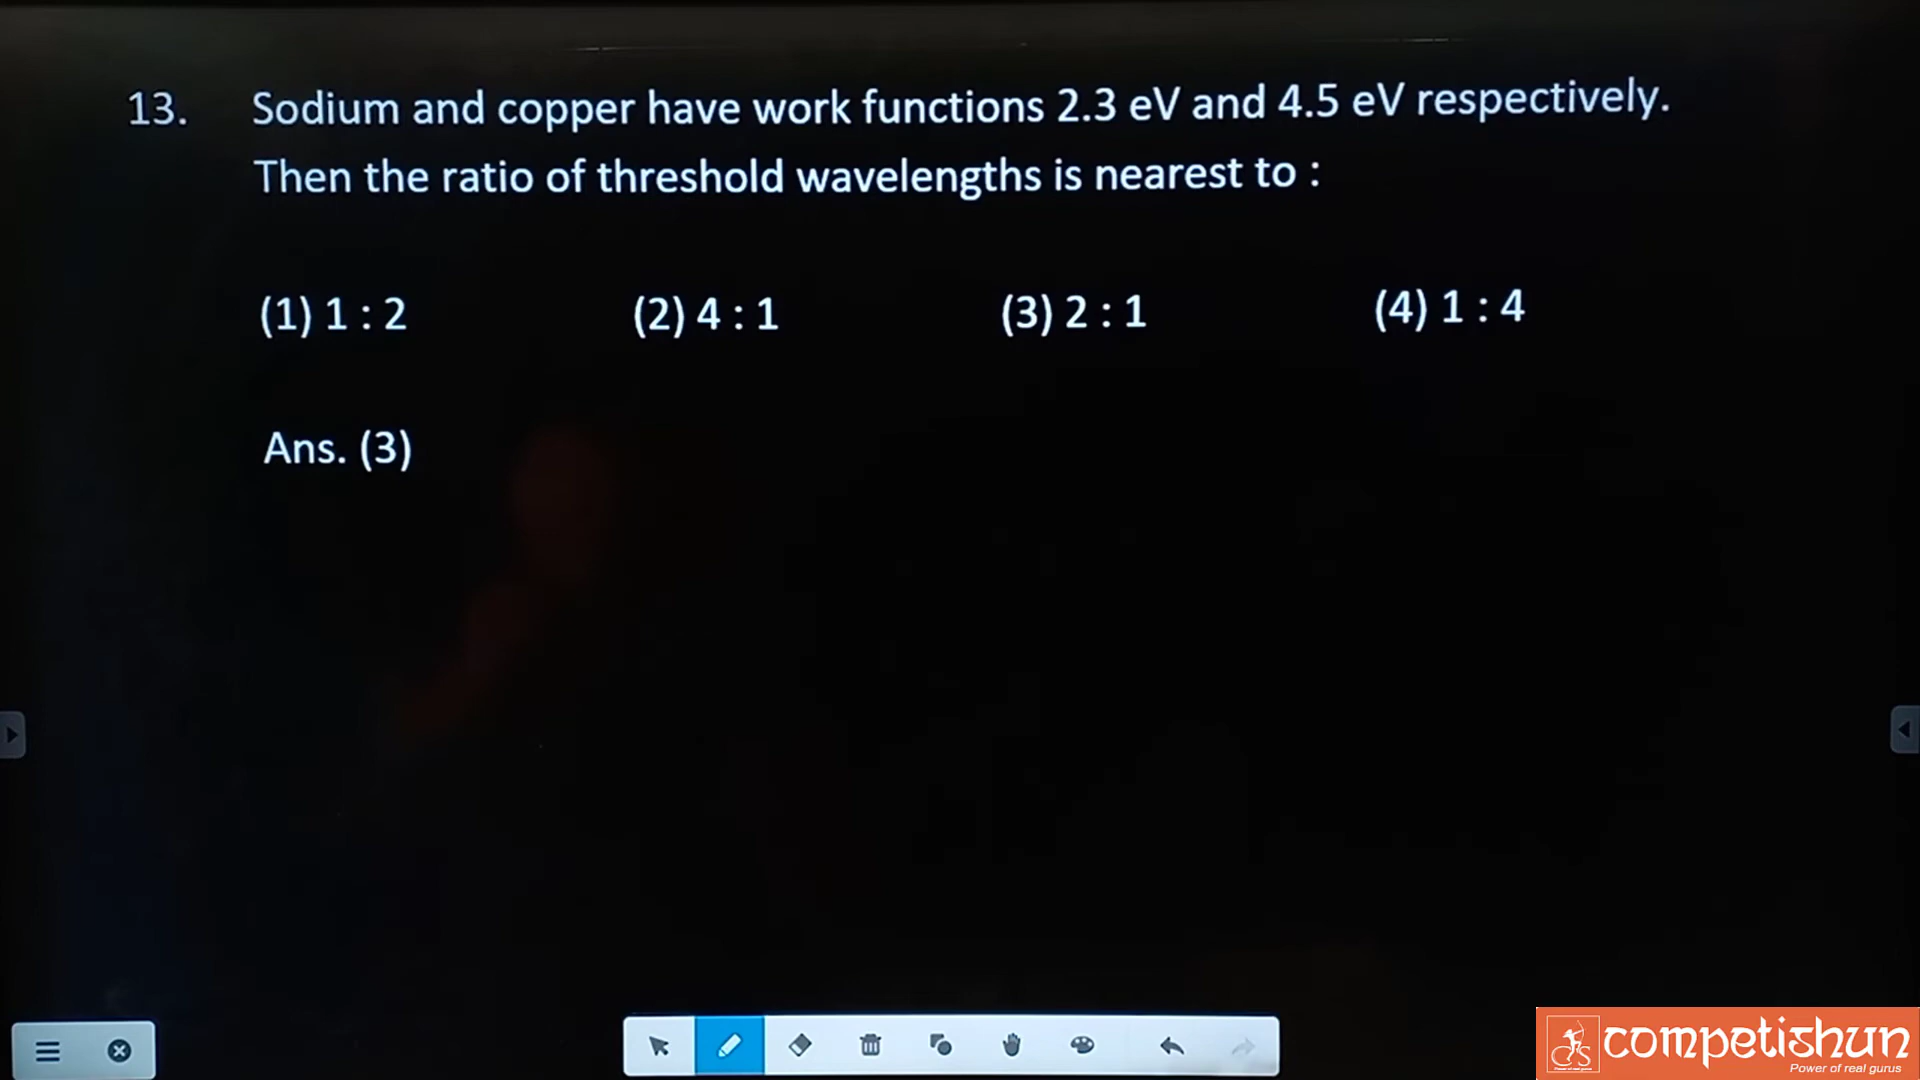 13. Sodium and copper have work functions 2.3 eV and 4.5 eV respectively.
Then the ratio of threshold wavelengths is nearest to :
(1) 1 : 2 (2) 4 : 1 (3) 2 : 1 (4) 1 : 4
Ans. (3)
competishun
Power of real gurus